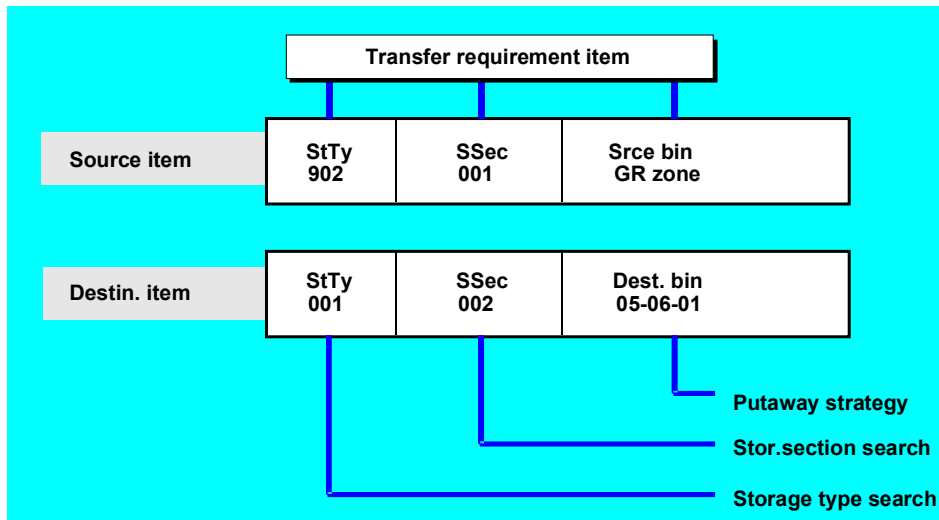 Transfer requirement item
Source item
StTy
902
SSec
001
Srce bin
GR zone
Destin. item
StTy
001
SSec
002
Dest. bin
05-06-01
Putaway strategy
Stor.section search
Storage type search